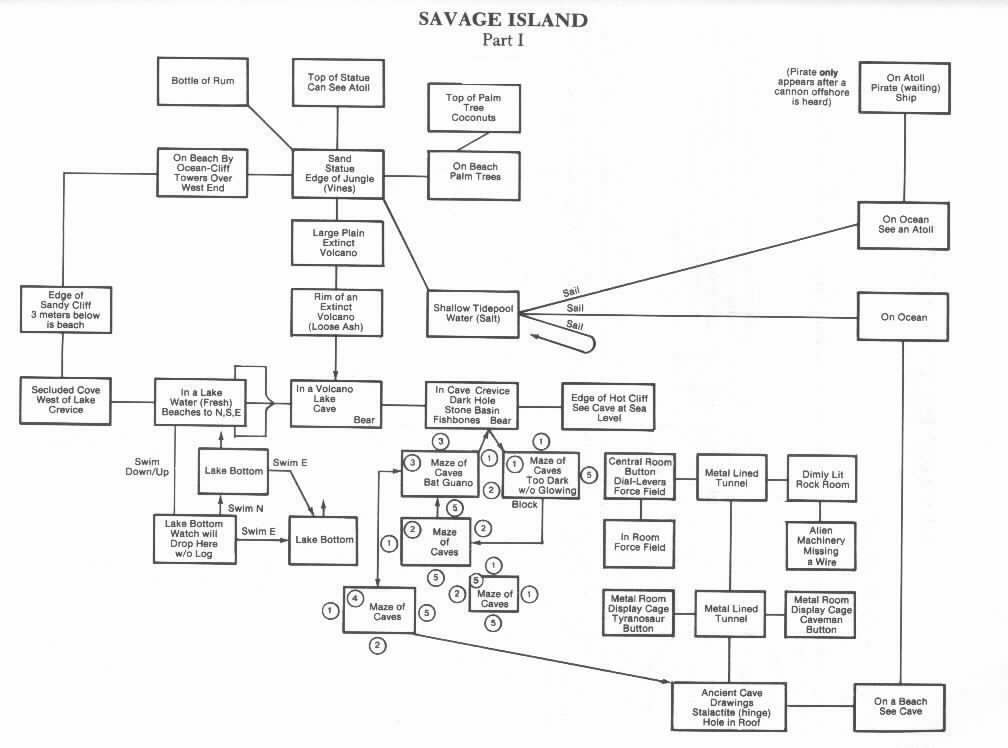 SAVAGE ISLAND
Part I
Bottle of Rum
Top of Statue
Can See Atoll
Top of Palm
Tree
Coconuts
(Pirate only
appears after a
cannon offshore
is heard)
On Atoll
Pirate (waiting)
Ship
On Beach By
Ocean-Cliff
Towers Over
West End
Sand
Statue
Edge of Jungle
(Vines)
On Beach
Palm Trees
On Ocean
See an Atoll
Large Plain
Extinct
Volcano
Edge of
Sandy Cliff
3 meters below
is beach
Rim of an
Extinct
Volcano
(Loose Ash)
Shallow Tidepool
Water (Salt)
Sail
Sail
Sail
On Ocean
Secluded Cove
West of Lake
Crevice
In a Lake
Water (Fresh)
Beaches to N,S,E
In a Volcano
Lake
Cave
Bear
In Cave Crevice
Dark Hole
Stone Basin
Fishbones Bear
Edge of Hot Cliff
See Cave at Sea
Level
Swim
Down/Up
Lake Bottom
Swim E
Swim N
Lake Bottom
Watch will
Drop Here
w/o Log
Swim E
Lake Bottom
3
3
Maze of
Caves
Bat Guano
1
2
5
1
1
Maze of
Caves
Too Dark
w/o Glowing
5
Block
2
Maze
of
Caves
2
1
5
1
5
Maze of
Caves
2
1
5
4
Maze of
Caves
1
5
2
Central Room
Button
Dial-Levers
Force Field
Metal Lined
Tunnel
Dimly Lit
Rock Room
In Room
Force Field
Alien
Machinery
Missing
a Wire
Metal Room
Display Cage
Tyranosaur
Button
Metal Lined
Tunnel
Metal Room
Display Cage
Caveman
Button
Ancient Cave
Drawings
Stalactite (hinge)
Hole in Roof
On a Beach
See Cave